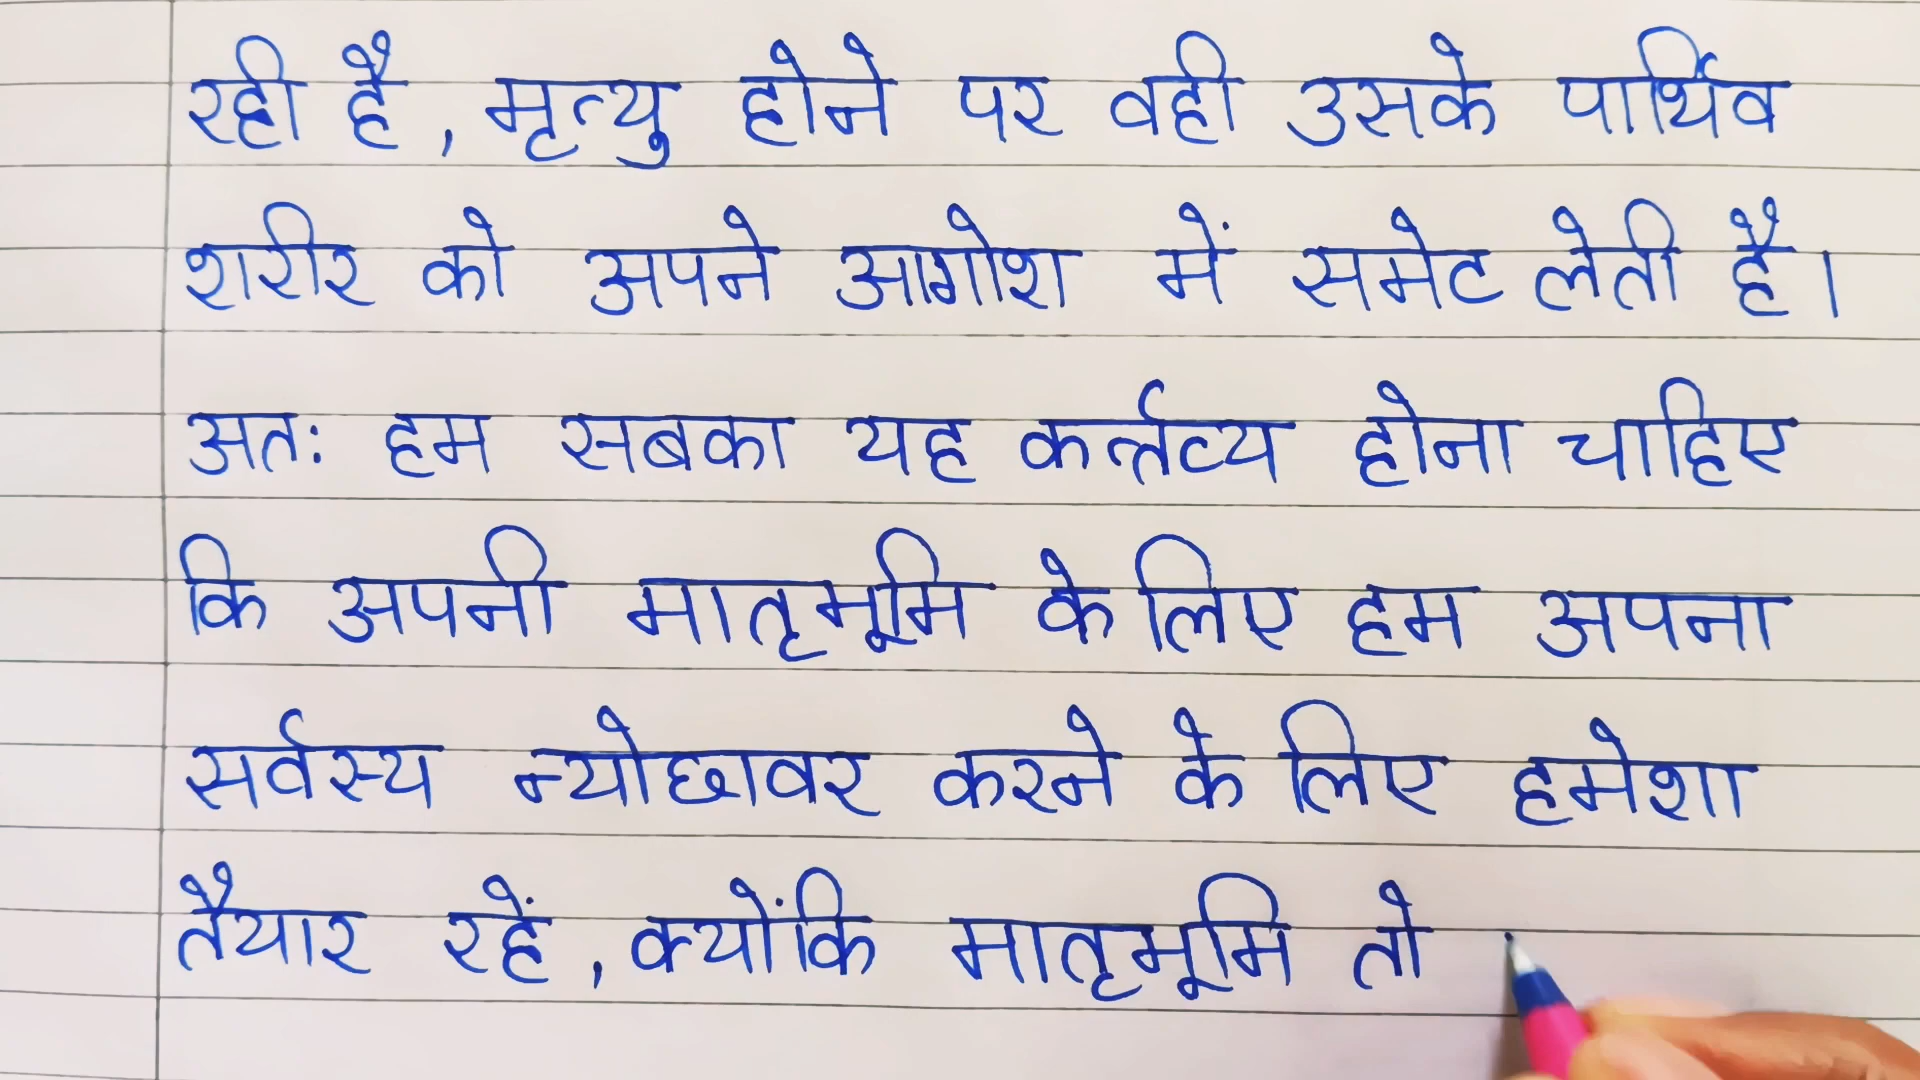 रही है, मृत्यु होने पर वही उसके पार्थिव
शरीर को अपने आगोश में समेट लेती है।
अतः हम सबका यह कर्त्तव्य होना चाहिए
कि अपनी मातृभूमि के लिए हम अपना
सर्वस्य न्योछावर करने के लिए हमेशा
तैयार रहें, क्योंकि मातृभूमि तो